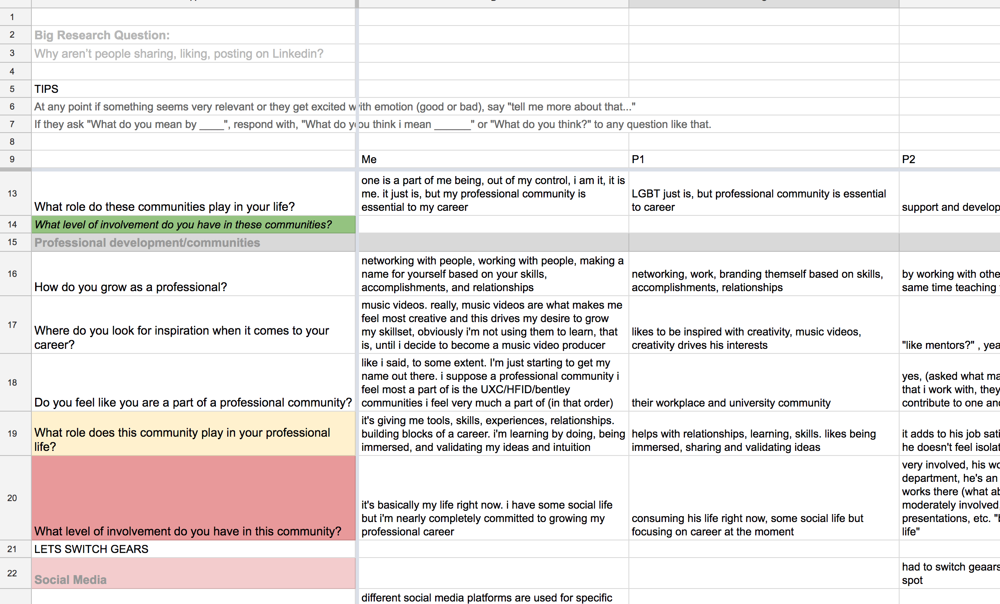 1
2 Big Research Question:
3 Why aren't people sharing, liking, posting on Linkedin?
4
5 TIPS
6 At any point if something seems very relevant or they get excited with emotion (good or bad), say "tell me more about that..."
7 If they ask "What do you mean by ____", respond with, "What do you think i mean ______" or "What do you think?" to any question like that.
8
9 Me P1 P2
13
What role do these communities play in your life?
one is a part of me being, out of my control, i am it, it is
me. it just is, but my professional community is
essential to my career
LGBT just is, but professional community is essential
to career
support and develop
14 What level of involvement do you have in these communities?
15 Professional development/communities
16
How do you grow as a professional?
networking with people, working with people, making a
name for yourself based on your skills,
accomplishments, and relationships
networking, work, branding themself based on skills,
accomplishments, relationships
by working with othe
same time teaching
17
Where do you look for inspiration when it comes to your
career?
music videos. really, music videos are what makes me
feel most creative and this drives my desire to grow
my skillset, obviously i'm not using them to learn, that
is, until i decide to become a music video producer
likes to be inspired with creativity, music videos,
creativity drives his interests
"like mentors?" , yea
18
Do you feel like you are a part of a professional community?
like i said, to some extent. I'm just starting to get my
name out there. i suppose a professional community i
feel most a part of is the UXC/HFID/bentley
communities i feel very much a part of (in that order)
their workplace and university community
yes, (asked what ma
that i work with, they
contribute to one and
19
What role does this community play in your professional
life?
it's giving me tools, skills, experiences, relationships.
building blocks of a career. i'm learning by doing, being
immersed, and validating my ideas and intuition
helps with relationships, learning, skills. likes being
immersed, sharing and validating ideas
it adds to his job sati
he doesn't feel isolat
20
What level of involvement do you have in this community?
it's basically my life right now. i have some social life
but i'm nearly completely committed to growing my
professional career
consuming his life right now, some social life but
focusing on career at the moment
very involved, his wo
department, he's an
works there (what ab
moderately involved,
presentations, etc. "b
life"
21 LETS SWITCH GEARS
22
Social Media
had to switch geaars
spot
different social media platforms are used for specific